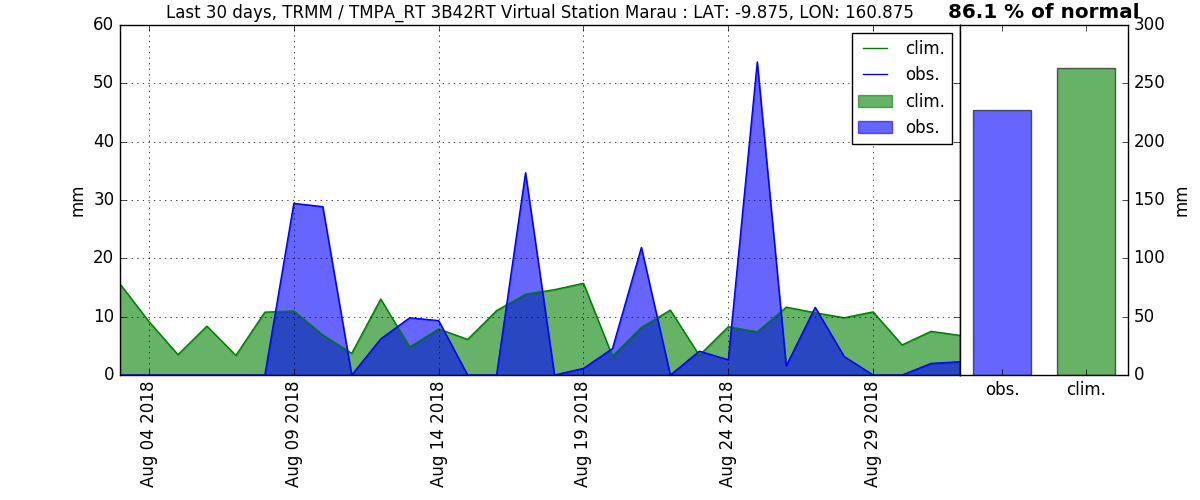 Last 30 days, TRMM / TMPA_RT 3B42RT Virtual Station Marau : LAT: -9.875, LON: 160.875
86.1 % of normal
60
50
40
30
20
10
0
mm
clim.
obs.
clim.
obs.
Aug 04 2018
Aug 09 2018
Aug 14 2018
Aug 19 2018
Aug 24 2018
Aug 29 2018
obs.
clim.
300
250
200
150
100
50
0
mm